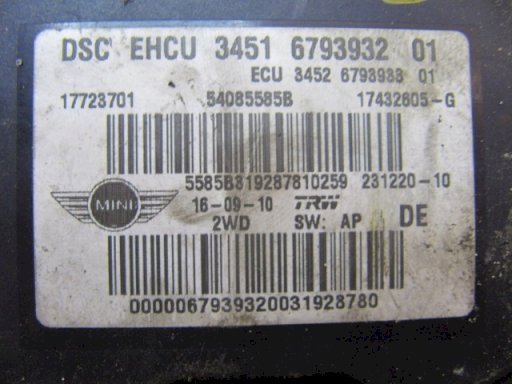 DSC EHCU 3451 6793932 01
ECU 3452 6793933 01
17723701 54085585B 17432605-G
5585B319287810259 231220-10
MINI 16-09-10 TRW DE
2WD SW: AP
0000067939320031928780